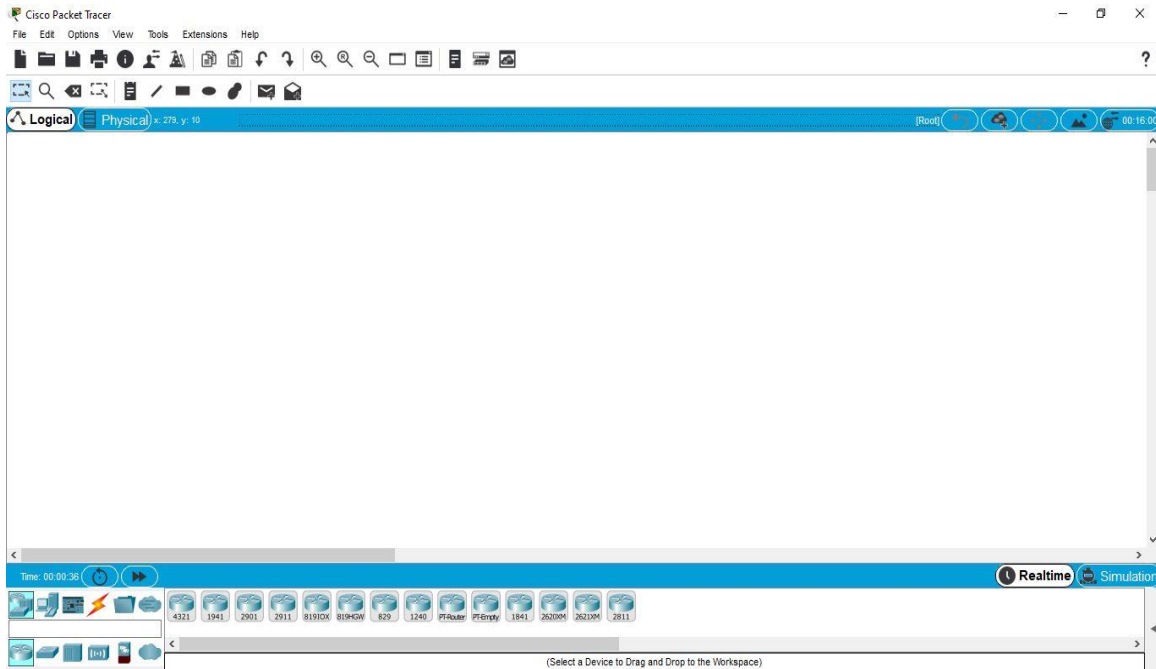 Cisco Packet Tracer
File Edit Options View Tools Extensions Help
?
Logical Physical x: 279, y: 10 [Root] 00:16:00
Time: 00:00:36 Realtime Simulation
4321 1941 2901 2911 819IOX 819HGW 829 1240 PT-Router PT-Empty 1841 2620XM 2621XM 2811
(Select a Device to Drag and Drop to the Workspace)